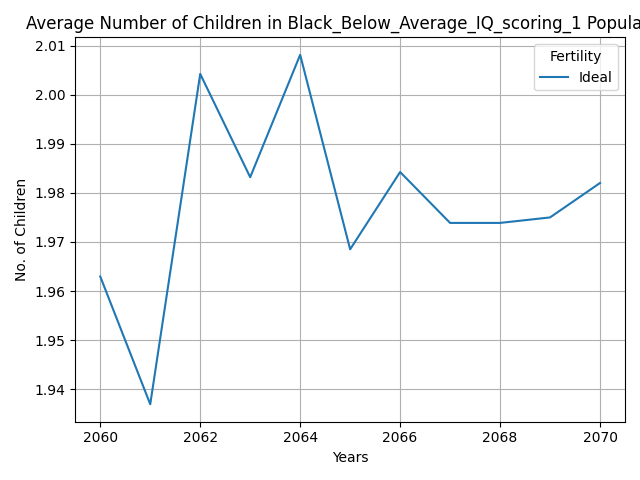 Average Number of Children in Black_Below_Average_IQ_scoring_1 Popula
Fertility
Ideal
2.01
2.00
1.99
1.98
1.97
1.96
1.95
1.94
No. of Children
2060 2062 2064 2066 2068 2070
Years